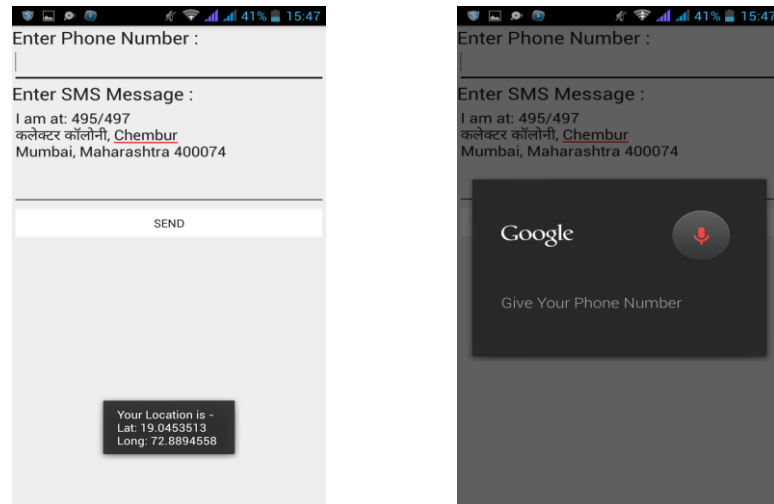 41% 15:47
Enter Phone Number :
Enter SMS Message :
I am at: 495/497
कलेक्टर कॉलोनी, Chembur
Mumbai, Maharashtra 400074
SEND
Your Location is -
Lat: 19.0453513
Long: 72.8894558
41% 15:47
Enter Phone Number :
Enter SMS Message :
I am at: 495/497
कलेक्टर कॉलोनी, Chembur
Mumbai, Maharashtra 400074
Google
Give Your Phone Number